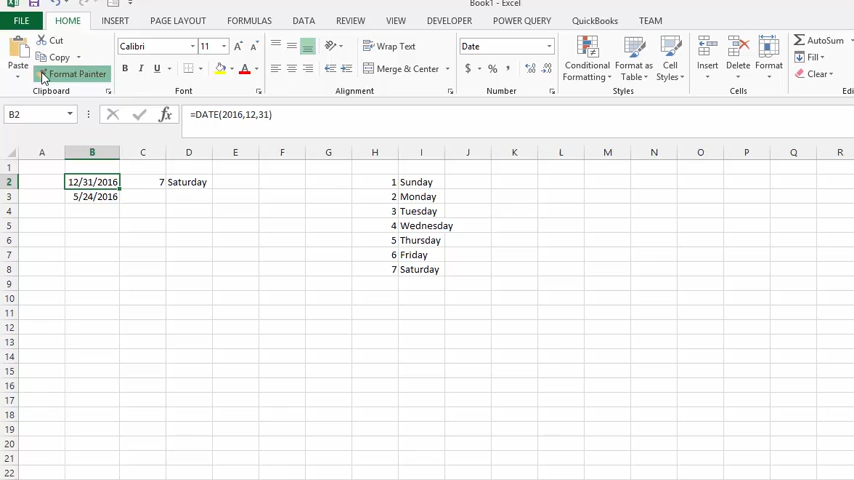 Book1 - Excel
FILE HOME INSERT PAGE LAYOUT FORMULAS DATA REVIEW VIEW DEVELOPER POWER QUERY QuickBooks TEAM
Cut Calibri 11 A A Wrap Text Date AutoSum
Copy Fill
Paste Format Painter B I U A Merge & Center $ % , Conditional Formatting Format as Table Cell Styles Insert Delete Format Clear
Clipboard Font Alignment Number Styles Cells
B2 fx =DATE(2016,12,31)
A B C D E F G H I J K L M N O P Q R
1
2 12/31/2016 7 Saturday 1 Sunday
3 5/24/2016 2 Monday
4 3 Tuesday
5 4 Wednesday
6 5 Thursday
7 6 Friday
8 7 Saturday
9
10
11
12
13
14
15
16
17
18
19
20
21
22